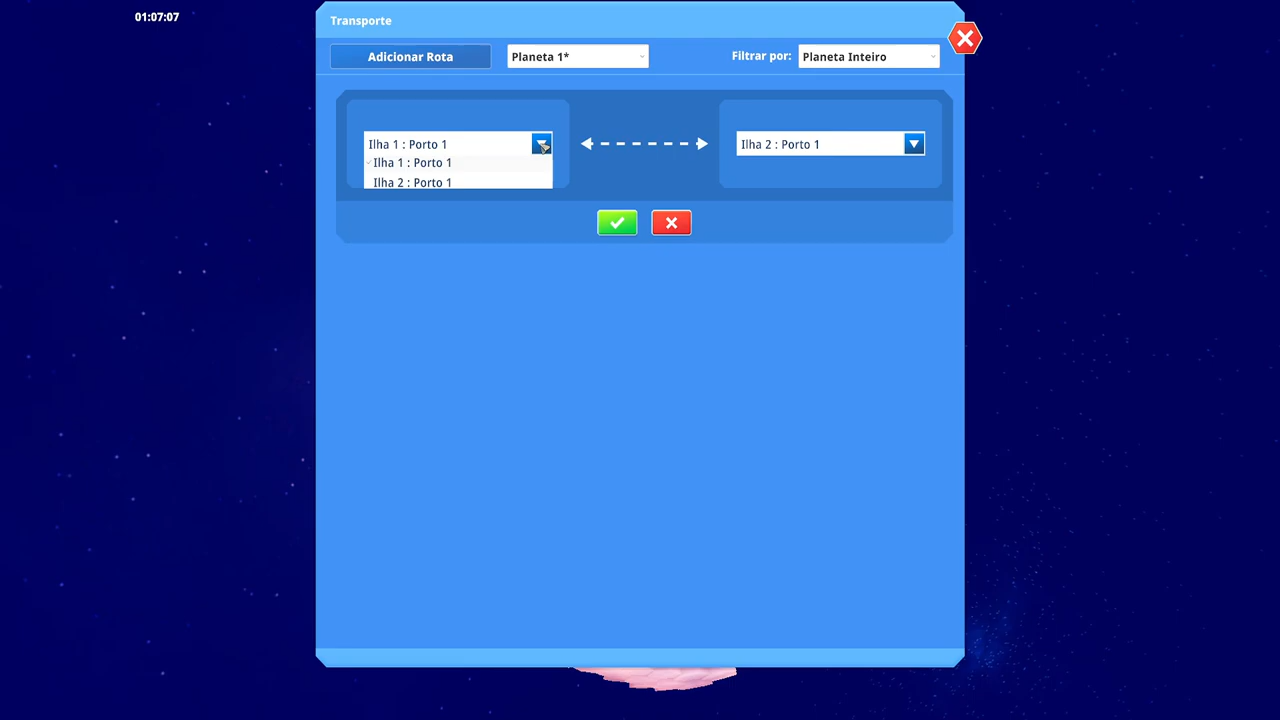 01:07:07
Transporte
Adicionar Rota
Planeta 1*
Filtrar por:
Planeta Inteiro
Ilha 1 : Porto 1
Ilha 2 : Porto 1
Ilha 1 : Porto 1
Ilha 2 : Porto 1